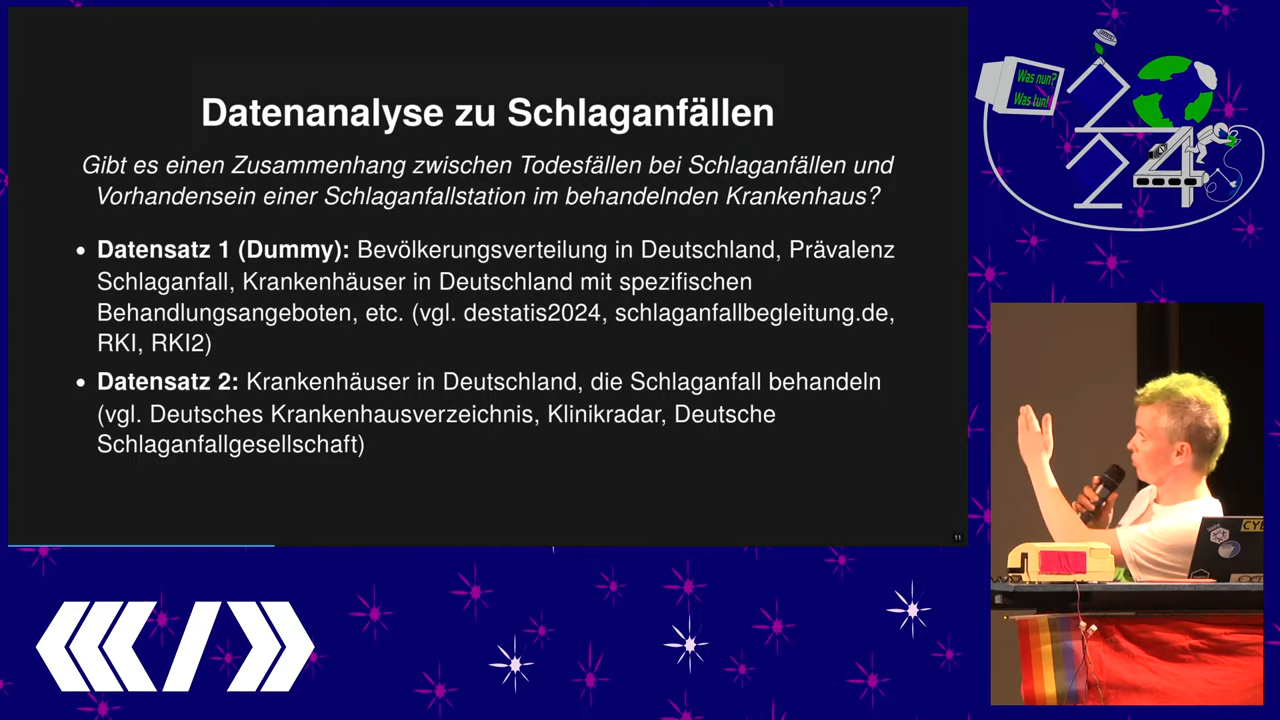 Datenanalyse zu Schlaganfällen
Gibt es einen Zusammenhang zwischen Todesfällen bei Schlaganfällen und
Vorhandensein einer Schlaganfallstation im behandelnden Krankenhaus?
• Datensatz 1 (Dummy): Bevölkerungsverteilung in Deutschland, Prävalenz
Schlaganfall, Krankenhäuser in Deutschland mit spezifischen
Behandlungsangeboten, etc. (vgl. destatis2024, schlaganfallbegleitung.de,
RKI, RKI2)
• Datensatz 2: Krankenhäuser in Deutschland, die Schlaganfall behandeln
(vgl. Deutsches Krankenhausverzeichnis, Klinikradar, Deutsche
Schlaganfallgesellschaft)
11
Was nun?
Was tun!
2024